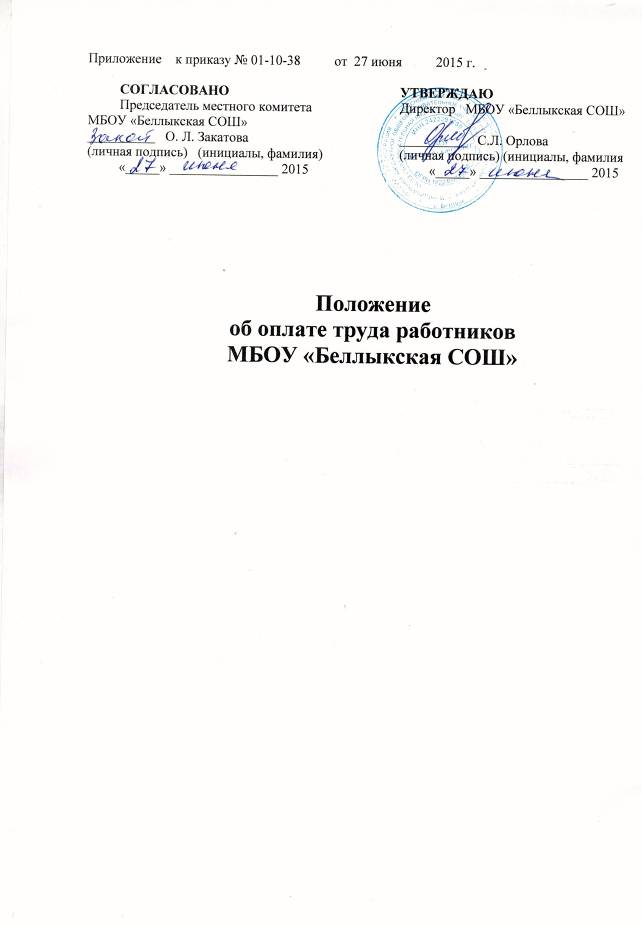 Приложение к приказу № 01-10-38 от 27 июня 2015 г.
СОГЛАСОВАНО
Председатель местного комитета
МБОУ «Беллыкская СОШ»
О. Л. Закатова
(личная подпись) (инициалы, фамилия)
« 27 » июня 2015
УТВЕРЖДАЮ
Директор МБОУ «Беллыкская СОШ»
С.Л. Орлова
(личная подпись) (инициалы, фамилия
« 27 » июня 2015
Положение
об оплате труда работников
МБОУ «Беллыкская СОШ»